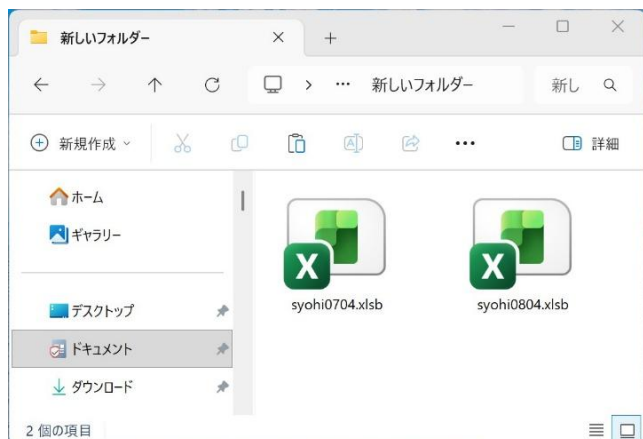 新しいフォルダー
新しいフォルダー
新し
新規作成
詳細
ホーム
ギャラリー
デスクトップ
ドキュメント
ダウンロード
syohi0704.xlsb
syohi0804.xlsb
2 個の項目